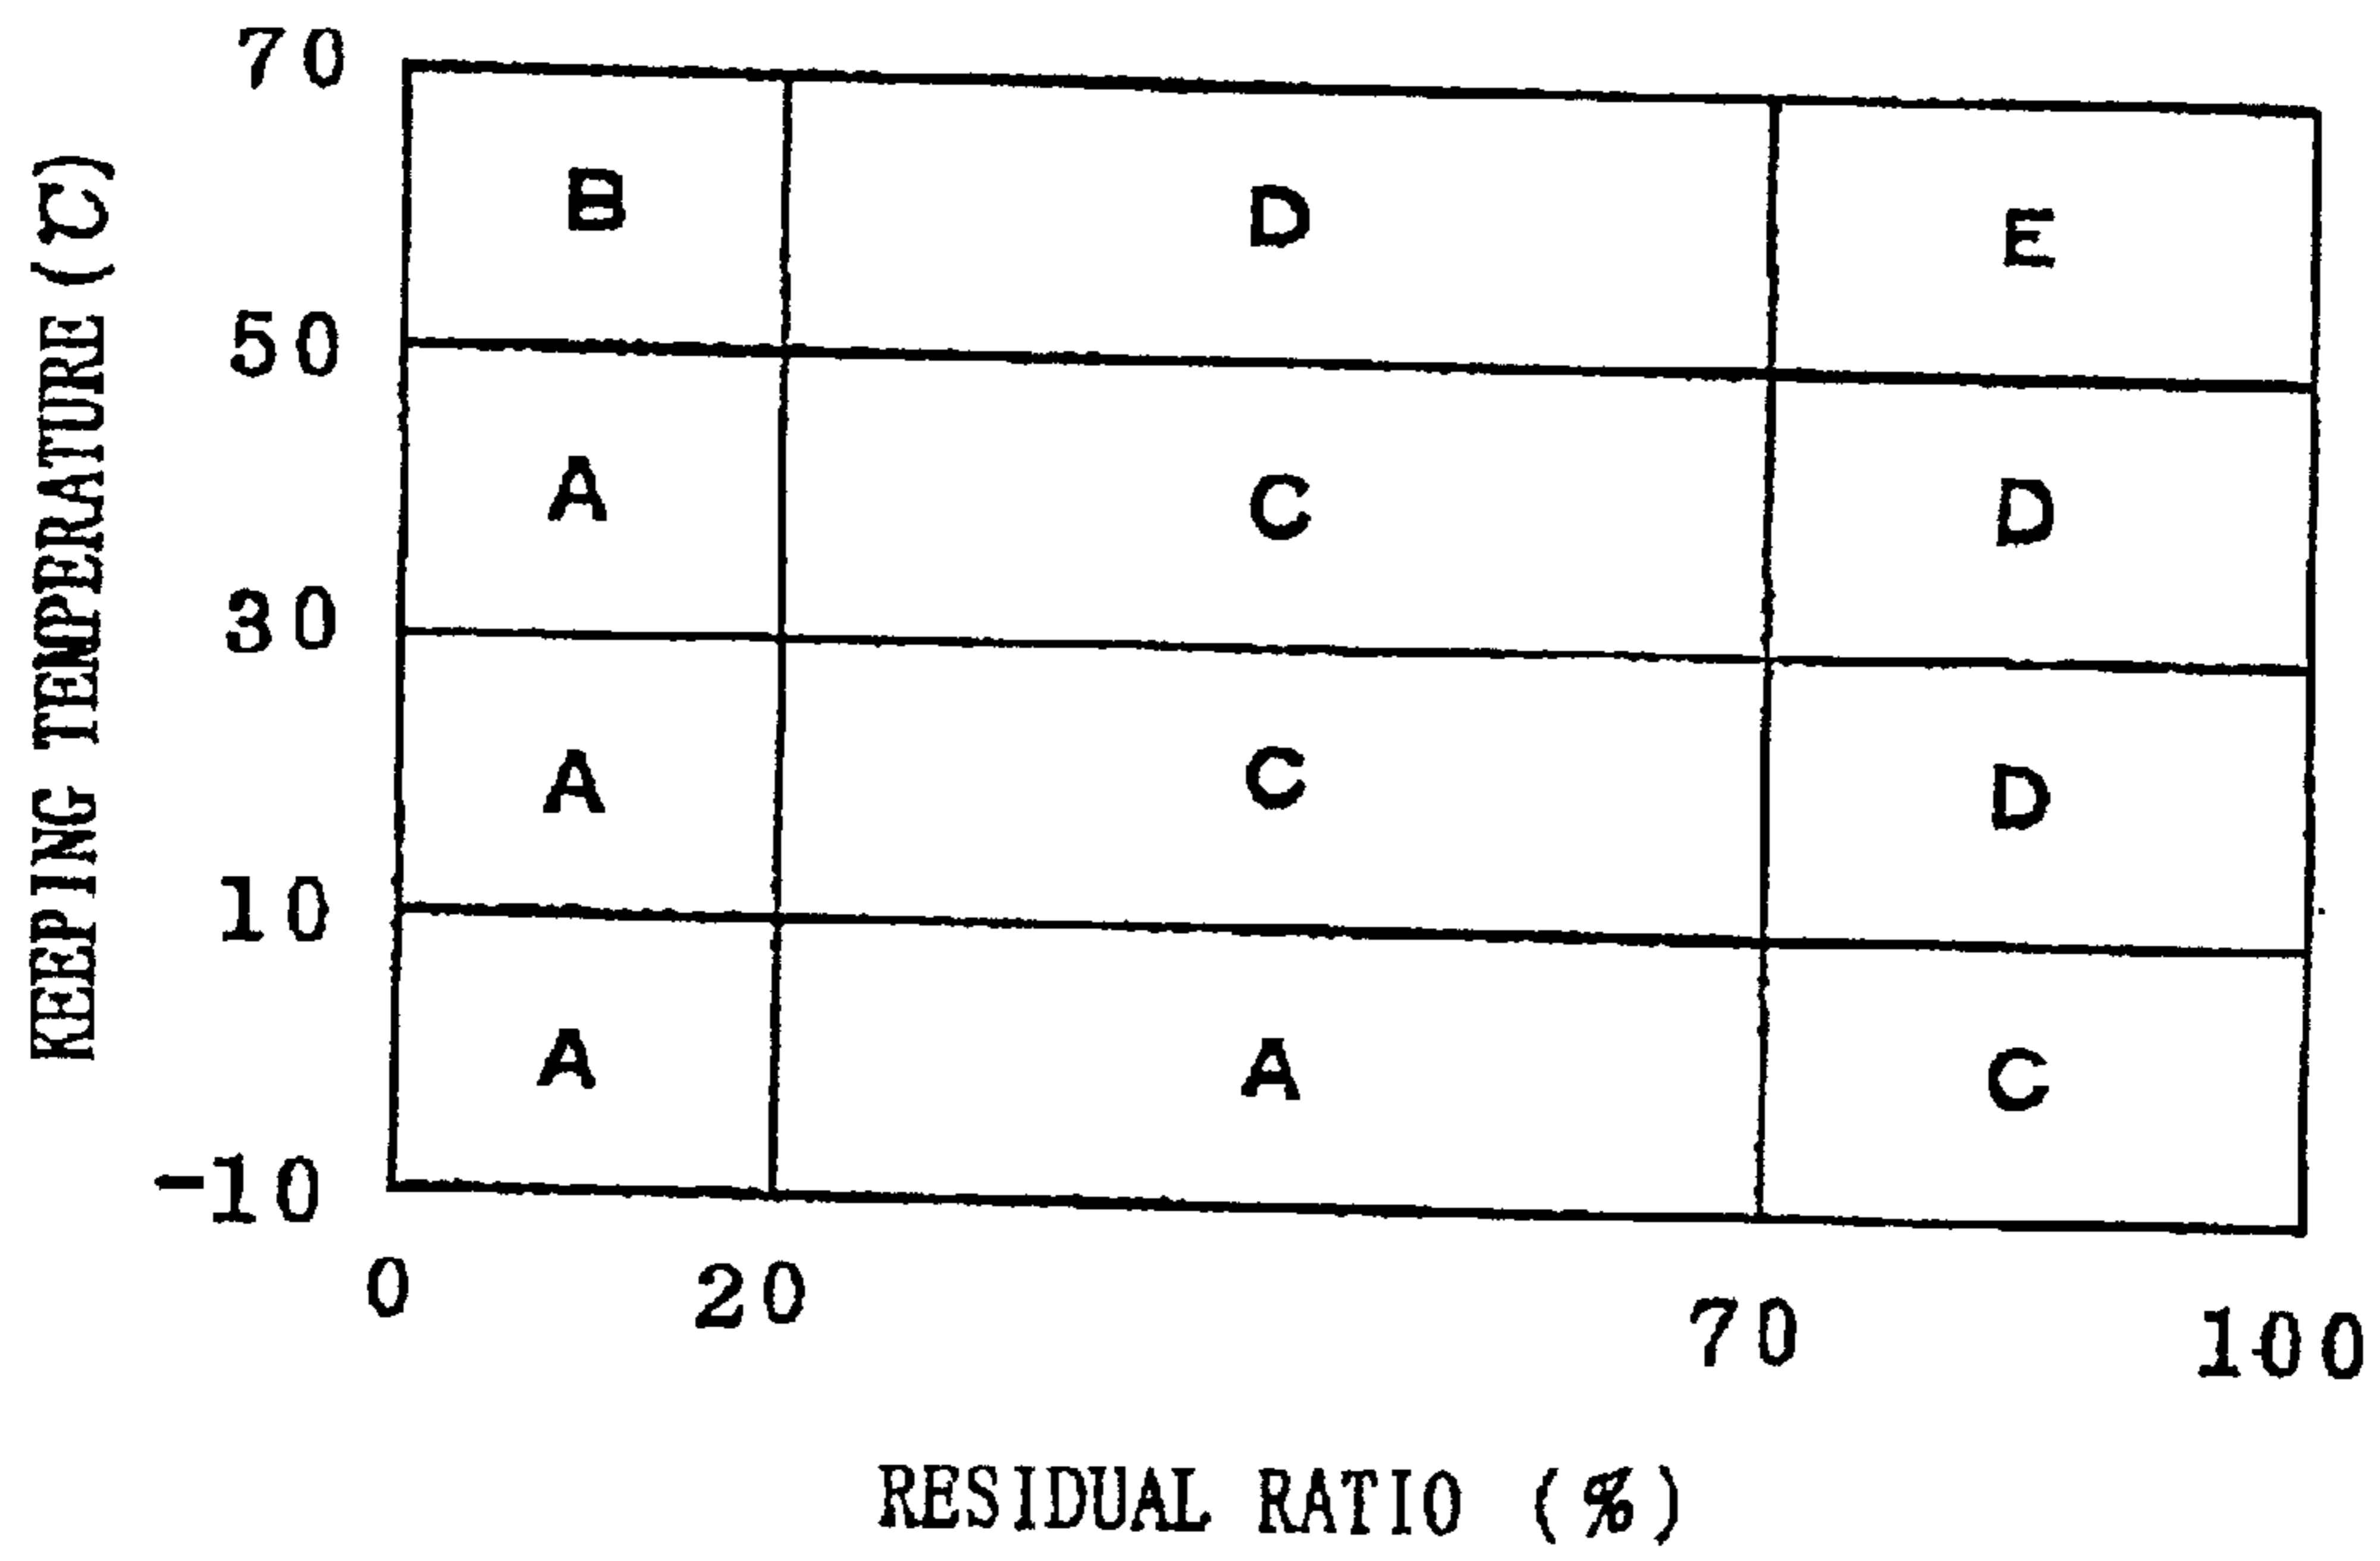 KEEPING TEMPERATURE (℃)
70
B D E
50
A C D
30
A C D
10
A A C
-10
0 20 70 100
RESIDUAL RATIO (%)